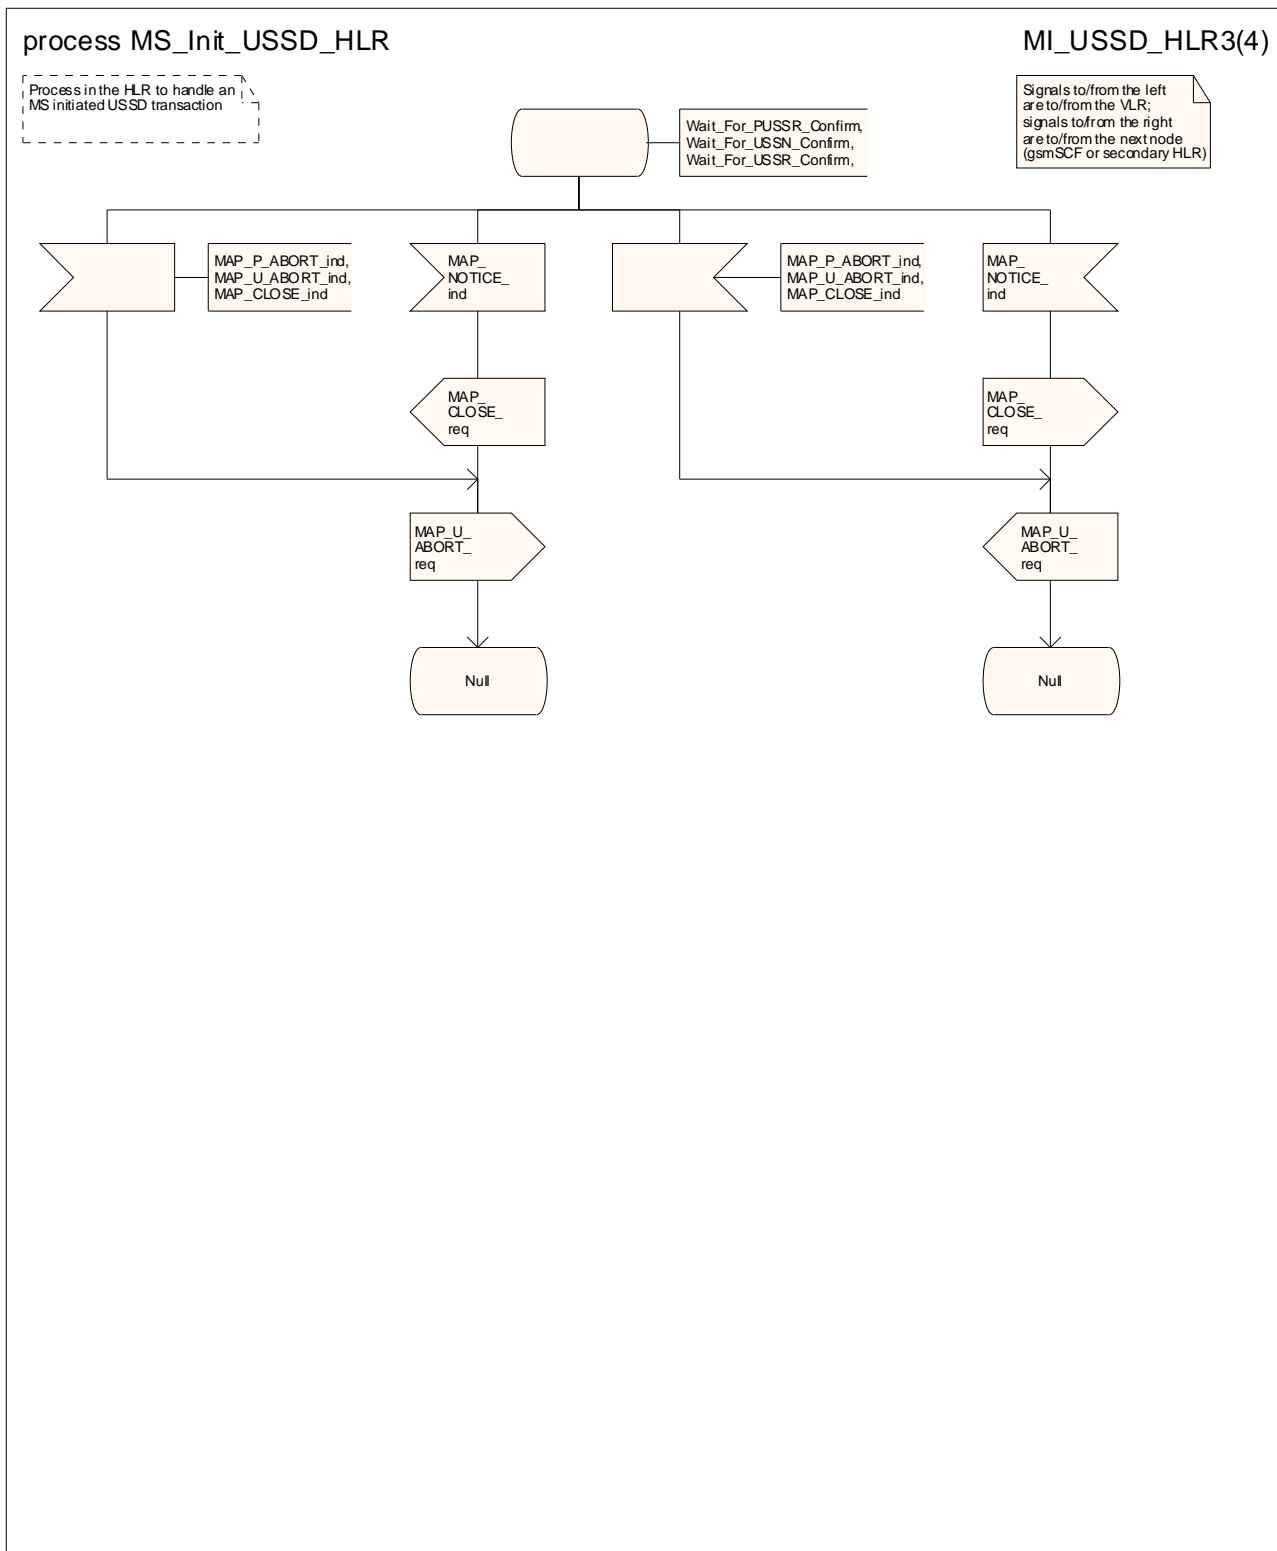 process MS_Init_USSD_HLR
MI_USSD_HLR3(4)
Process in the HLR to handle an
MS initiated USSD transaction
Signals to/from the left
are to/from the VLR;
signals to/from the right
are to/from the next node
(gsmSCF or secondary HLR)
Wait_For_PUSSR_Confirm,
Wait_For_USSN_Confirm,
Wait_For_USSR_Confirm,
MAP_P_ABORT_ind,
MAP_U_ABORT_ind,
MAP_CLOSE_ind
MAP_
NOTICE_
ind
MAP_P_ABORT_ind,
MAP_U_ABORT_ind,
MAP_CLOSE_ind
MAP_
NOTICE_
ind
MAP_
CLOSE_
req
MAP_
CLOSE_
req
MAP_U_
ABORT_
req
MAP_U_
ABORT_
req
Null
Null